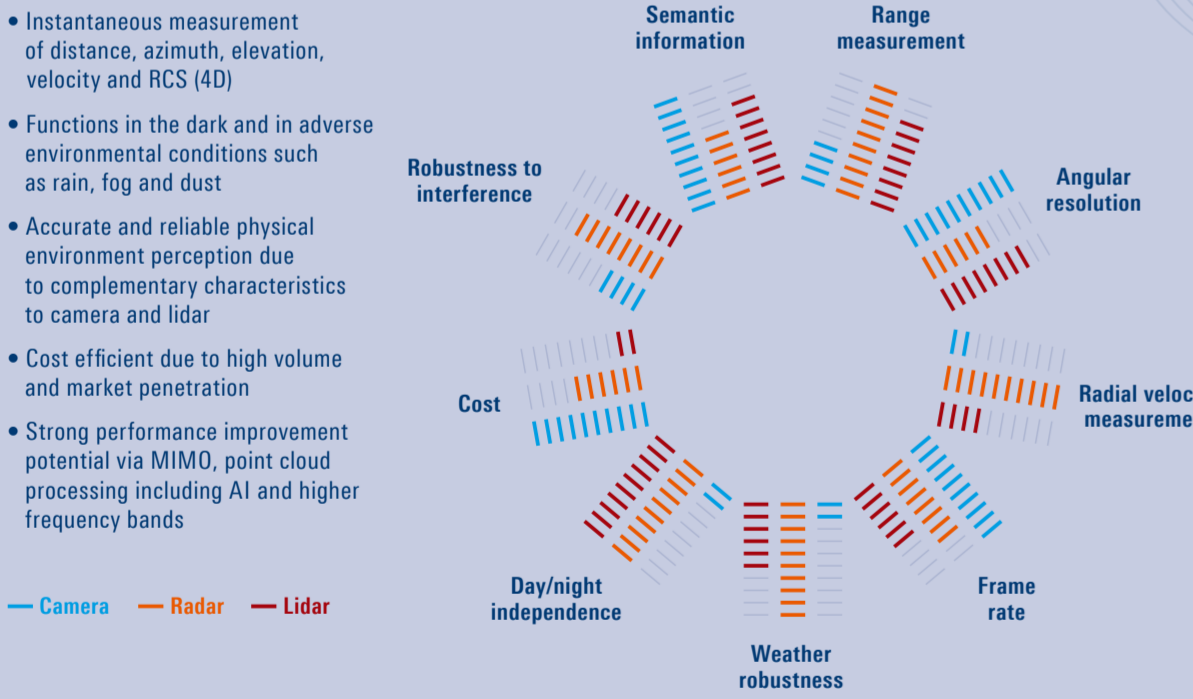 • Instantaneous measurement
of distance, azimuth, elevation,
velocity and RCS (4D)
• Functions in the dark and in adverse
environmental conditions such
as rain, fog and dust
• Accurate and reliable physical
environment perception due
to complementary characteristics
to camera and lidar
• Cost efficient due to high volume
and market penetration
• Strong performance improvement
potential via MIMO, point cloud
processing including AI and higher
frequency bands
Camera Radar Lidar
Semantic
information
Range
measurement
Angular
resolution
Radial veloc
measureme
Frame
rate
Weather
robustness
Day/night
independence
Cost
Robustness to
interference